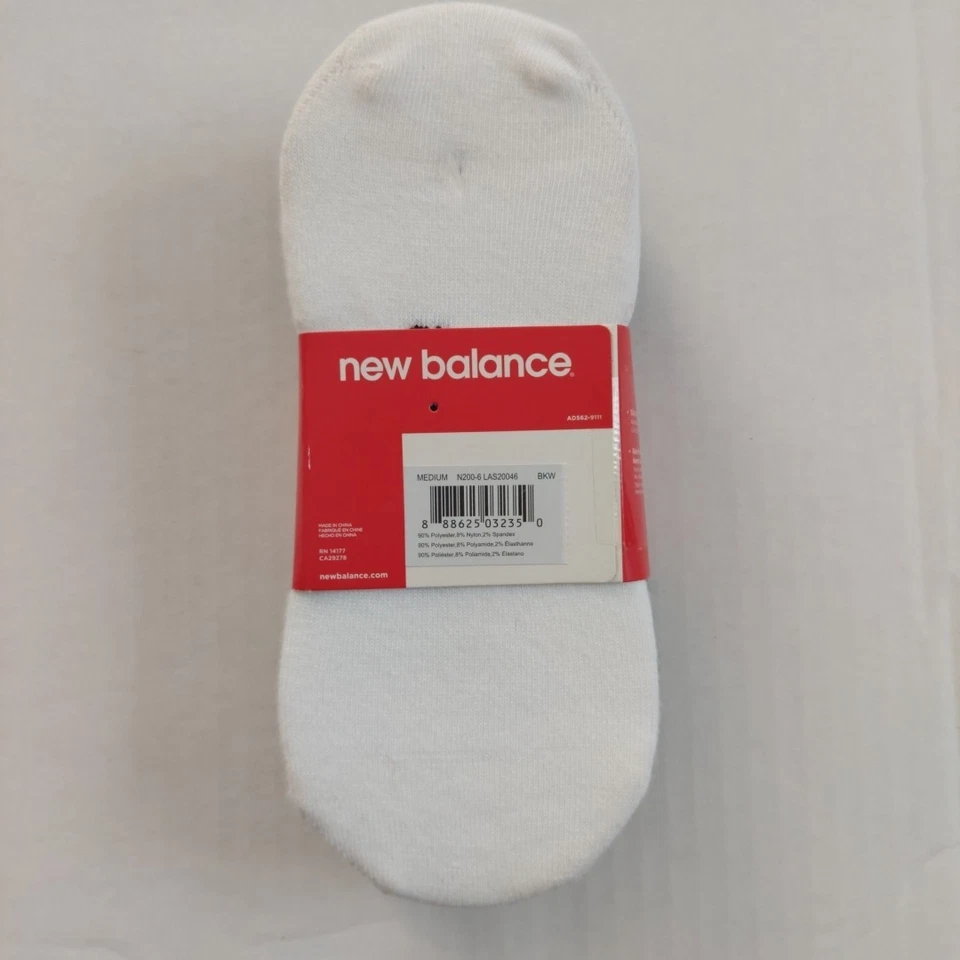 new balance
A0562-9111
MEDIUM N200-6 LAS20046 BKW
8 88625 03235 0
90% Polyester,8% Nylon,2% Spandex
90% Polyester,8% Polyamide,2% Élasthanne
90% Poliéster,8% Poliamida,2% Elastano
MADE IN CHINA
FABRIQUÉ EN CHINE
HECHO EN CHINA
RN 14177
CA29278
newbalance.com